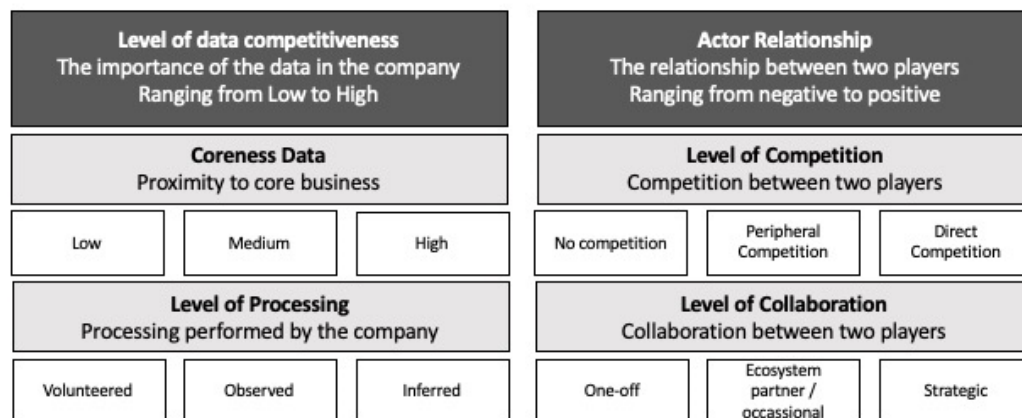 Level of data competitiveness
The importance of the data in the company
Ranging from Low to High
Coreness Data
Proximity to core business
Low
Medium
High
Level of Processing
Processing performed by the company
Volunteered
Observed
Inferred
Actor Relationship
The relationship between two players
Ranging from negative to positive
Level of Competition
Competition between two players
No competition
Peripheral
Competition
Direct
Competition
Level of Collaboration
Collaboration between two players
One-off
Ecosystem
partner /
occassional
Strategic